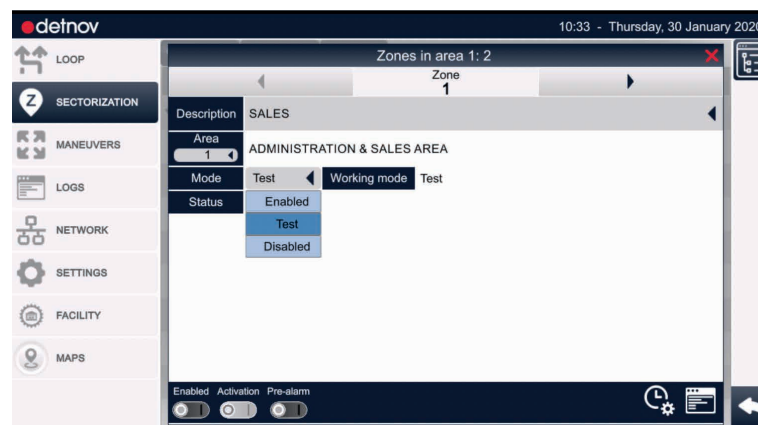 detnov
10:33 - Thursday, 30 January 2020
LOOP
Z SECTORIZATION
MANEUVERS
LOGS
NETWORK
SETTINGS
FACILITY
MAPS
Zones in area 1: 2
Zone
1
Description SALES
Area
1 ADMINISTRATION & SALES AREA
Mode Test Working mode Test
Status Enabled
Test
Disabled
Enabled Activation Pre-alarm